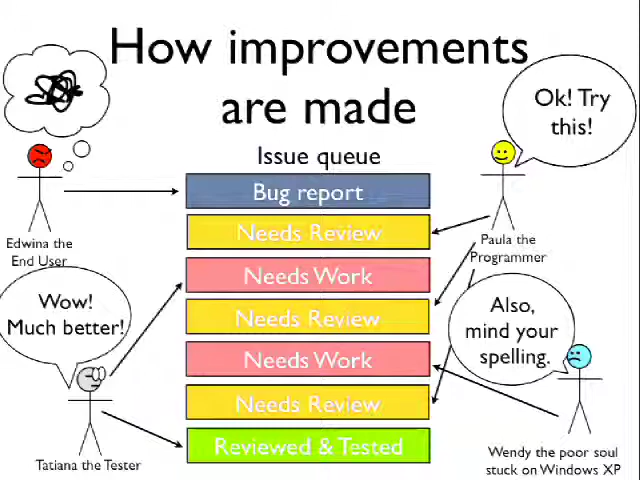 How improvements
are made
Ok! Try
this!
Issue queue
Bug report
Needs Review
Needs Work
Needs Review
Needs Work
Needs Review
Reviewed & Tested
Edwina the
End User
Paula the
Programmer
Wow!
Much better!
Also,
mind your
spelling.
Tatiana the Tester
Wendy the poor soul
stuck on Windows XP